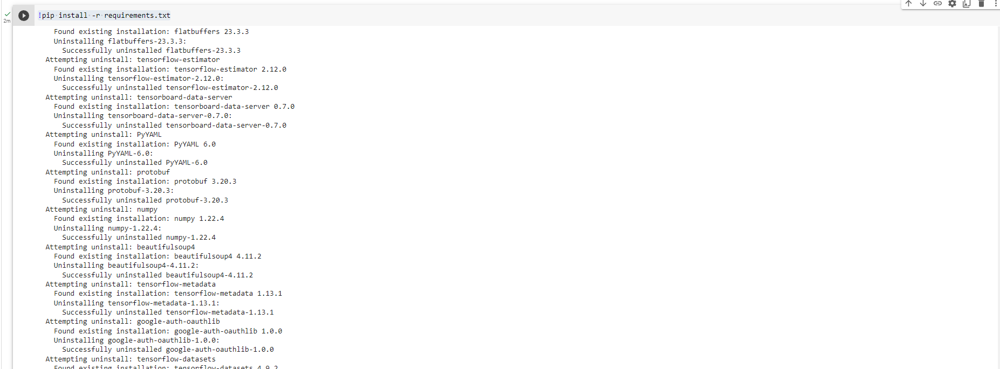 !pip install -r requirements.txt
2m
Found existing installation: flatbuffers 23.3.3
Uninstalling flatbuffers-23.3.3:
Successfully uninstalled flatbuffers-23.3.3
Attempting uninstall: tensorflow-estimator
Found existing installation: tensorflow-estimator 2.12.0
Uninstalling tensorflow-estimator-2.12.0:
Successfully uninstalled tensorflow-estimator-2.12.0
Attempting uninstall: tensorboard-data-server
Found existing installation: tensorboard-data-server 0.7.0
Uninstalling tensorboard-data-server-0.7.0:
Successfully uninstalled tensorboard-data-server-0.7.0
Attempting uninstall: PyYAML
Found existing installation: PyYAML 6.0
Uninstalling PyYAML-6.0:
Successfully uninstalled PyYAML-6.0
Attempting uninstall: protobuf
Found existing installation: protobuf 3.20.3
Uninstalling protobuf-3.20.3:
Successfully uninstalled protobuf-3.20.3
Attempting uninstall: numpy
Found existing installation: numpy 1.22.4
Uninstalling numpy-1.22.4:
Successfully uninstalled numpy-1.22.4
Attempting uninstall: beautifulsoup4
Found existing installation: beautifulsoup4 4.11.2
Uninstalling beautifulsoup4-4.11.2:
Successfully uninstalled beautifulsoup4-4.11.2
Attempting uninstall: tensorflow-metadata
Found existing installation: tensorflow-metadata 1.13.1
Uninstalling tensorflow-metadata-1.13.1:
Successfully uninstalled tensorflow-metadata-1.13.1
Attempting uninstall: google-auth-oauthlib
Found existing installation: google-auth-oauthlib 1.0.0
Uninstalling google-auth-oauthlib-1.0.0:
Successfully uninstalled google-auth-oauthlib-1.0.0
Attempting uninstall: tensorflow-datasets
Found existing installation: tensorflow-datasets 4.9.2